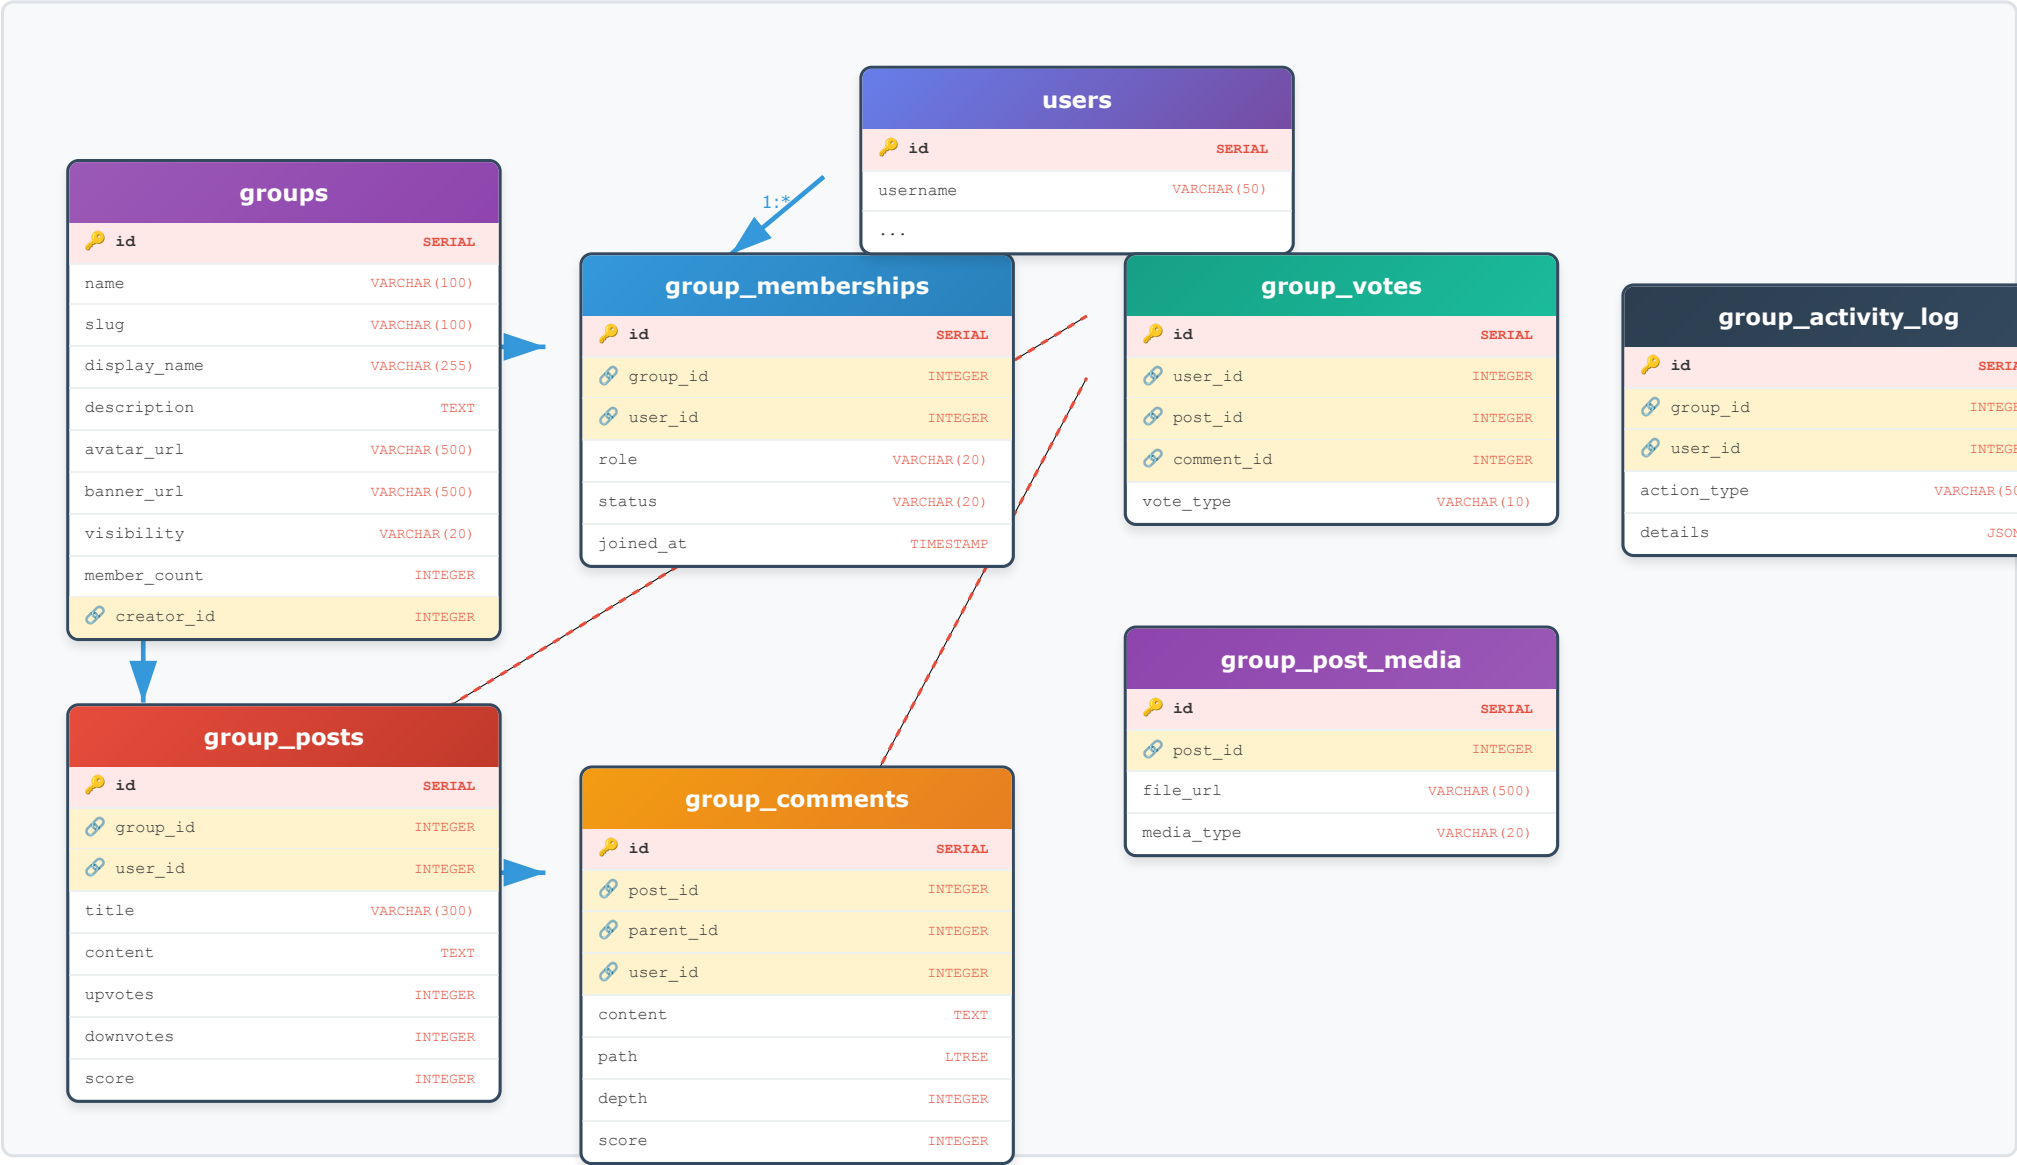 users
id SERIAL
username VARCHAR(50)
...
1:*
groups
id SERIAL
name VARCHAR(100)
slug VARCHAR(100)
display_name VARCHAR(255)
description TEXT
avatar_url VARCHAR(500)
banner_url VARCHAR(500)
visibility VARCHAR(20)
member_count INTEGER
creator_id INTEGER
group_memberships
id SERIAL
group_id INTEGER
user_id INTEGER
role VARCHAR(20)
status VARCHAR(20)
joined_at TIMESTAMP
group_votes
id SERIAL
user_id INTEGER
post_id INTEGER
comment_id INTEGER
vote_type VARCHAR(10)
group_activity_log
id
group_id
user_id
action_type
details
group_posts
id SERIAL
group_id INTEGER
user_id INTEGER
title VARCHAR(300)
content TEXT
upvotes INTEGER
downvotes INTEGER
score INTEGER
group_comments
id SERIAL
post_id INTEGER
parent_id INTEGER
user_id INTEGER
content TEXT
path LTREE
depth INTEGER
score INTEGER
group_post_media
id SERIAL
post_id INTEGER
file_url VARCHAR(500)
media_type VARCHAR(20)